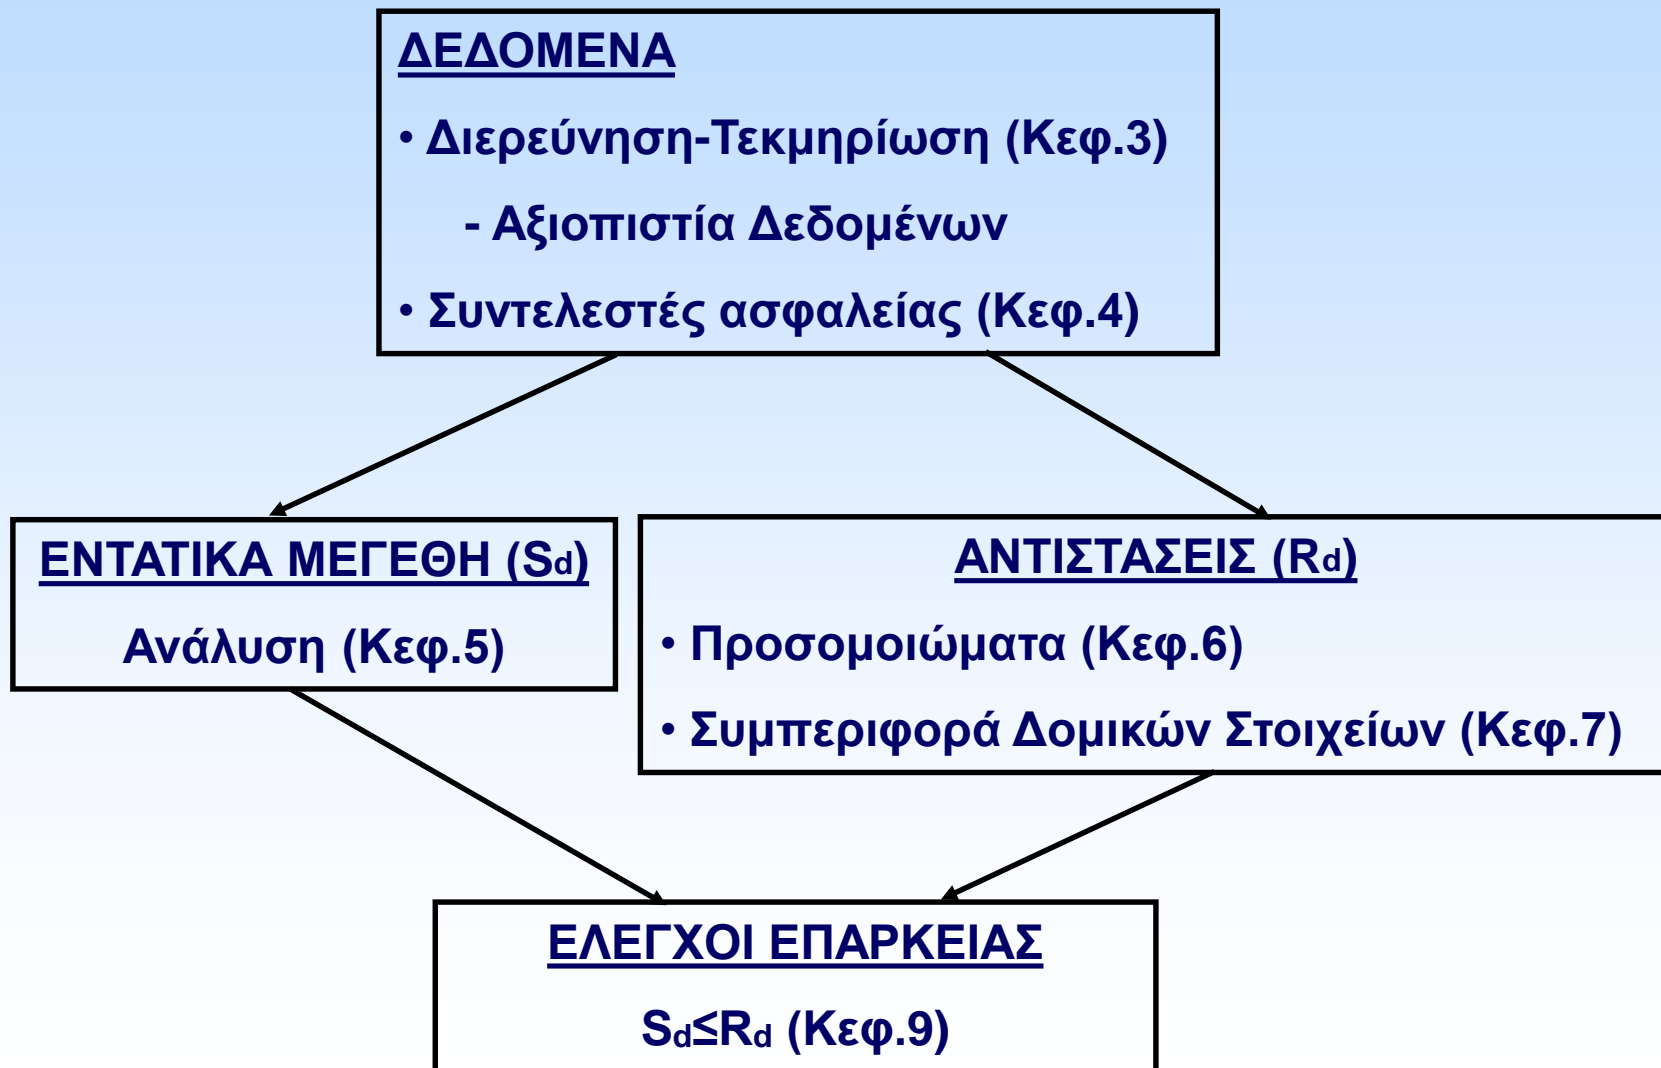 ΔΕΔΟΜΕΝΑ
• Διερεύνηση-Τεκμηρίωση (Κεφ.3)
- Αξιοπιστία Δεδομένων
• Συντελεστές ασφαλείας (Κεφ.4)
ΕΝΤΑΤΙΚΑ ΜΕΓΕΘΗ (Sd)
Ανάλυση (Κεφ.5)
ΑΝΤΙΣΤΑΣΕΙΣ (Rd)
• Προσομοιώματα (Κεφ.6)
• Συμπεριφορά Δομικών Στοιχείων (Κεφ.7)
ΕΛΕΓΧΟΙ ΕΠΑΡΚΕΙΑΣ
Sd≤Rd (Κεφ.9)